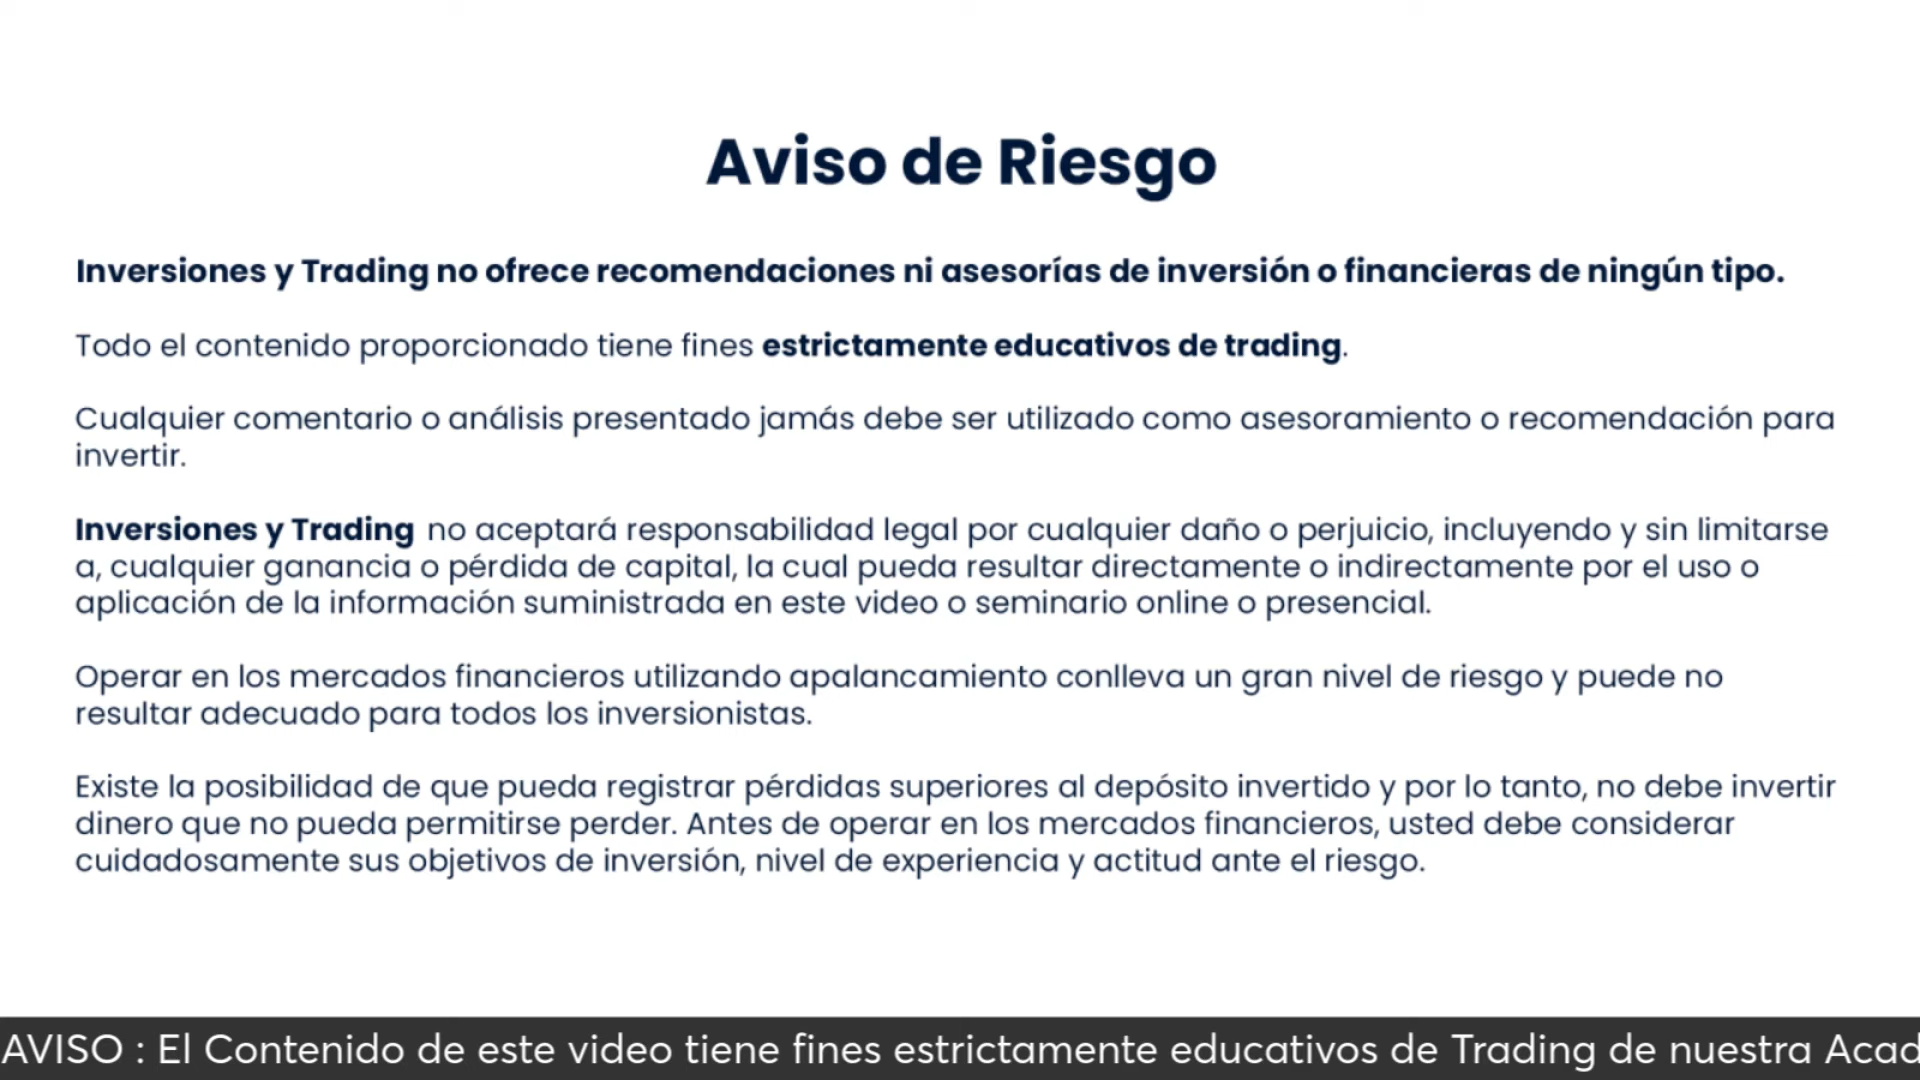 Aviso de Riesgo
Inversiones y Trading no ofrece recomendaciones ni asesorías de inversión o financieras de ningún tipo.
Todo el contenido proporcionado tiene fines estrictamente educativos de trading.
Cualquier comentario o análisis presentado jamás debe ser utilizado como asesoramiento o recomendación para
invertir.
Inversiones y Trading no aceptará responsabilidad legal por cualquier daño o perjuicio, incluyendo y sin limitarse
a, cualquier ganancia o pérdida de capital, la cual pueda resultar directamente o indirectamente por el uso o
aplicación de la información suministrada en este video o seminario online o presencial.
Operar en los mercados financieros utilizando apalancamiento conlleva un gran nivel de riesgo y puede no
resultar adecuado para todos los inversionistas.
Existe la posibilidad de que pueda registrar pérdidas superiores al depósito invertido y por lo tanto, no debe invertir
dinero que no pueda permitirse perder. Antes de operar en los mercados financieros, usted debe considerar
cuidadosamente sus objetivos de inversión, nivel de experiencia y actitud ante el riesgo.
AVISO : El Contenido de este video tiene fines estrictamente educativos de Trading de nuestra Acad